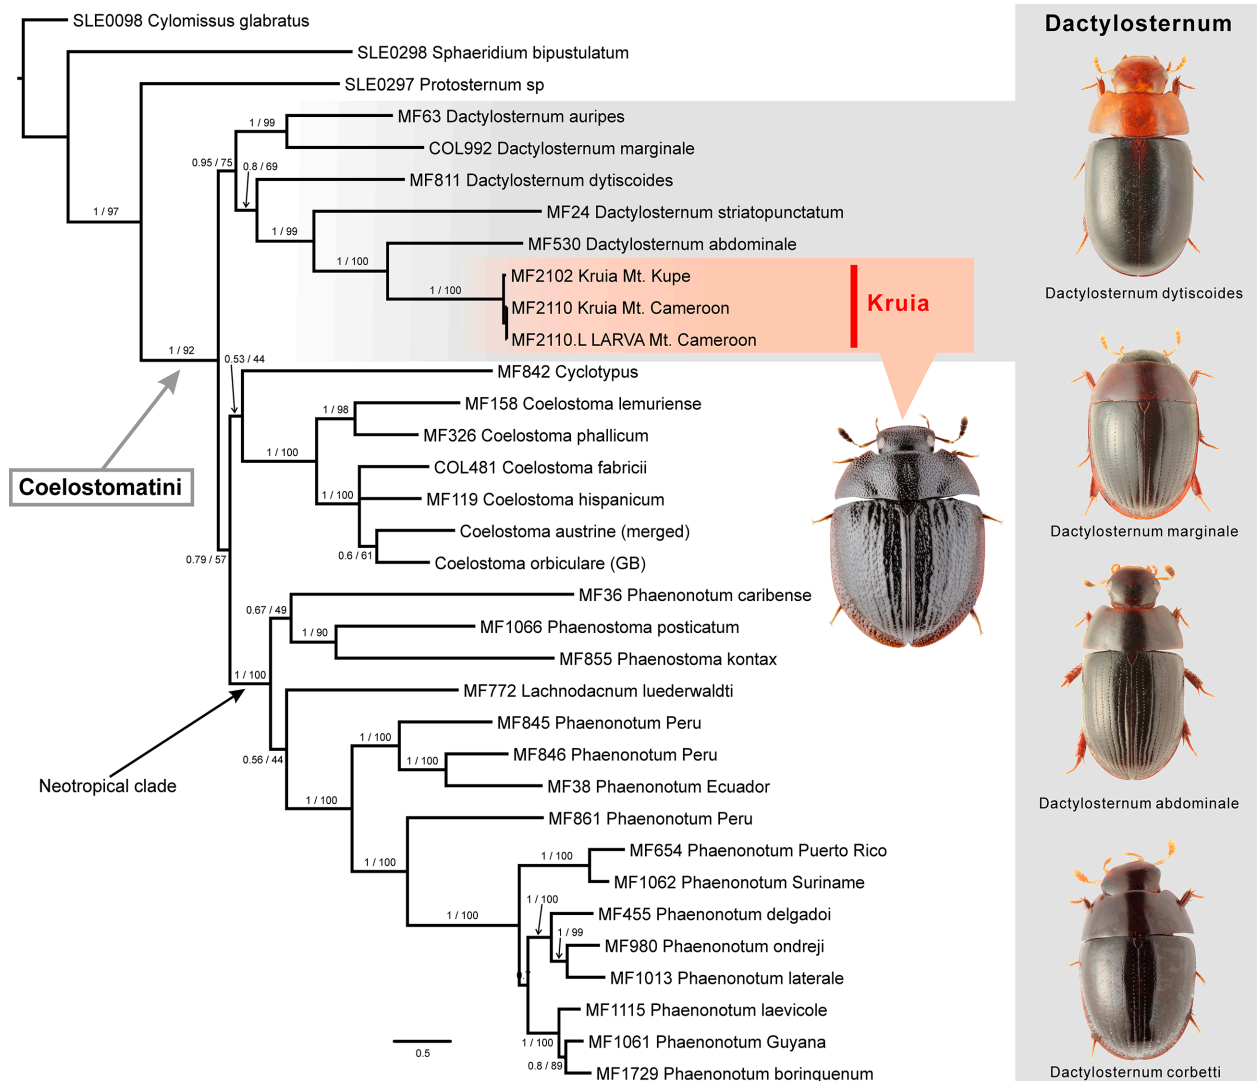 SLE0098 Cylomissus glabratus
SLE0298 Sphaeridium bipustulatum
SLE0297 Protosternum sp
1 / 97
MF63 Dactylosternum auripes
1 / 99
COL992 Dactylosternum marginale
0.95 / 75
0.8 / 69
MF811 Dactylosternum dytiscoides
MF24 Dactylosternum striatopunctatum
1 / 99
MF530 Dactylosternum abdominale
1 / 100
MF2102 Kruia Mt. Kupe
1 / 100
MF2110 Kruia Mt. Cameroon
Kruia
MF2110.L LARVA Mt. Cameroon
1 / 92
0.53 / 44
MF842 Cyclotypus
MF158 Coelostoma lemuriense
1 / 98
MF326 Coelostoma phallicum
1 / 100
COL481 Coelostoma fabricii
Coelostomatini
1 / 100
MF119 Coelostoma hispanicum
Coelostoma austrine (merged)
0.6 / 61
0.79 / 57
Coelostoma orbiculare (GB)
MF36 Phaenonotum caribense
0.67 / 49
MF1066 Phaenostoma posticatum
1 / 90
MF855 Phaenostoma kontax
1 / 100
MF772 Lachnodacnum luederwaldti
MF845 Phaenonotum Peru
1 / 100
0.56 / 44
MF846 Phaenonotum Peru
1 / 100
MF38 Phaenonotum Ecuador
Neotropical clade
1 / 100
MF861 Phaenonotum Peru
MF654 Phaenonotum Puerto Rico
1 / 100
1 / 100
MF1062 Phaenonotum Suriname
1 / 100
1 / 100
MF455 Phaenonotum delgadoi
1 / 99
MF980 Phaenonotum ondreji
MF1013 Phaenonotum laterale
MF1115 Phaenonotum laevicole
1 / 100
MF1061 Phaenonotum Guyana
0.8 / 89
MF1729 Phaenonotum borinquenum
0.5
Dactylosternum
Dactylosternum dytiscoides
Dactylosternum marginale
Dactylosternum abdominale
Dactylosternum corbetti